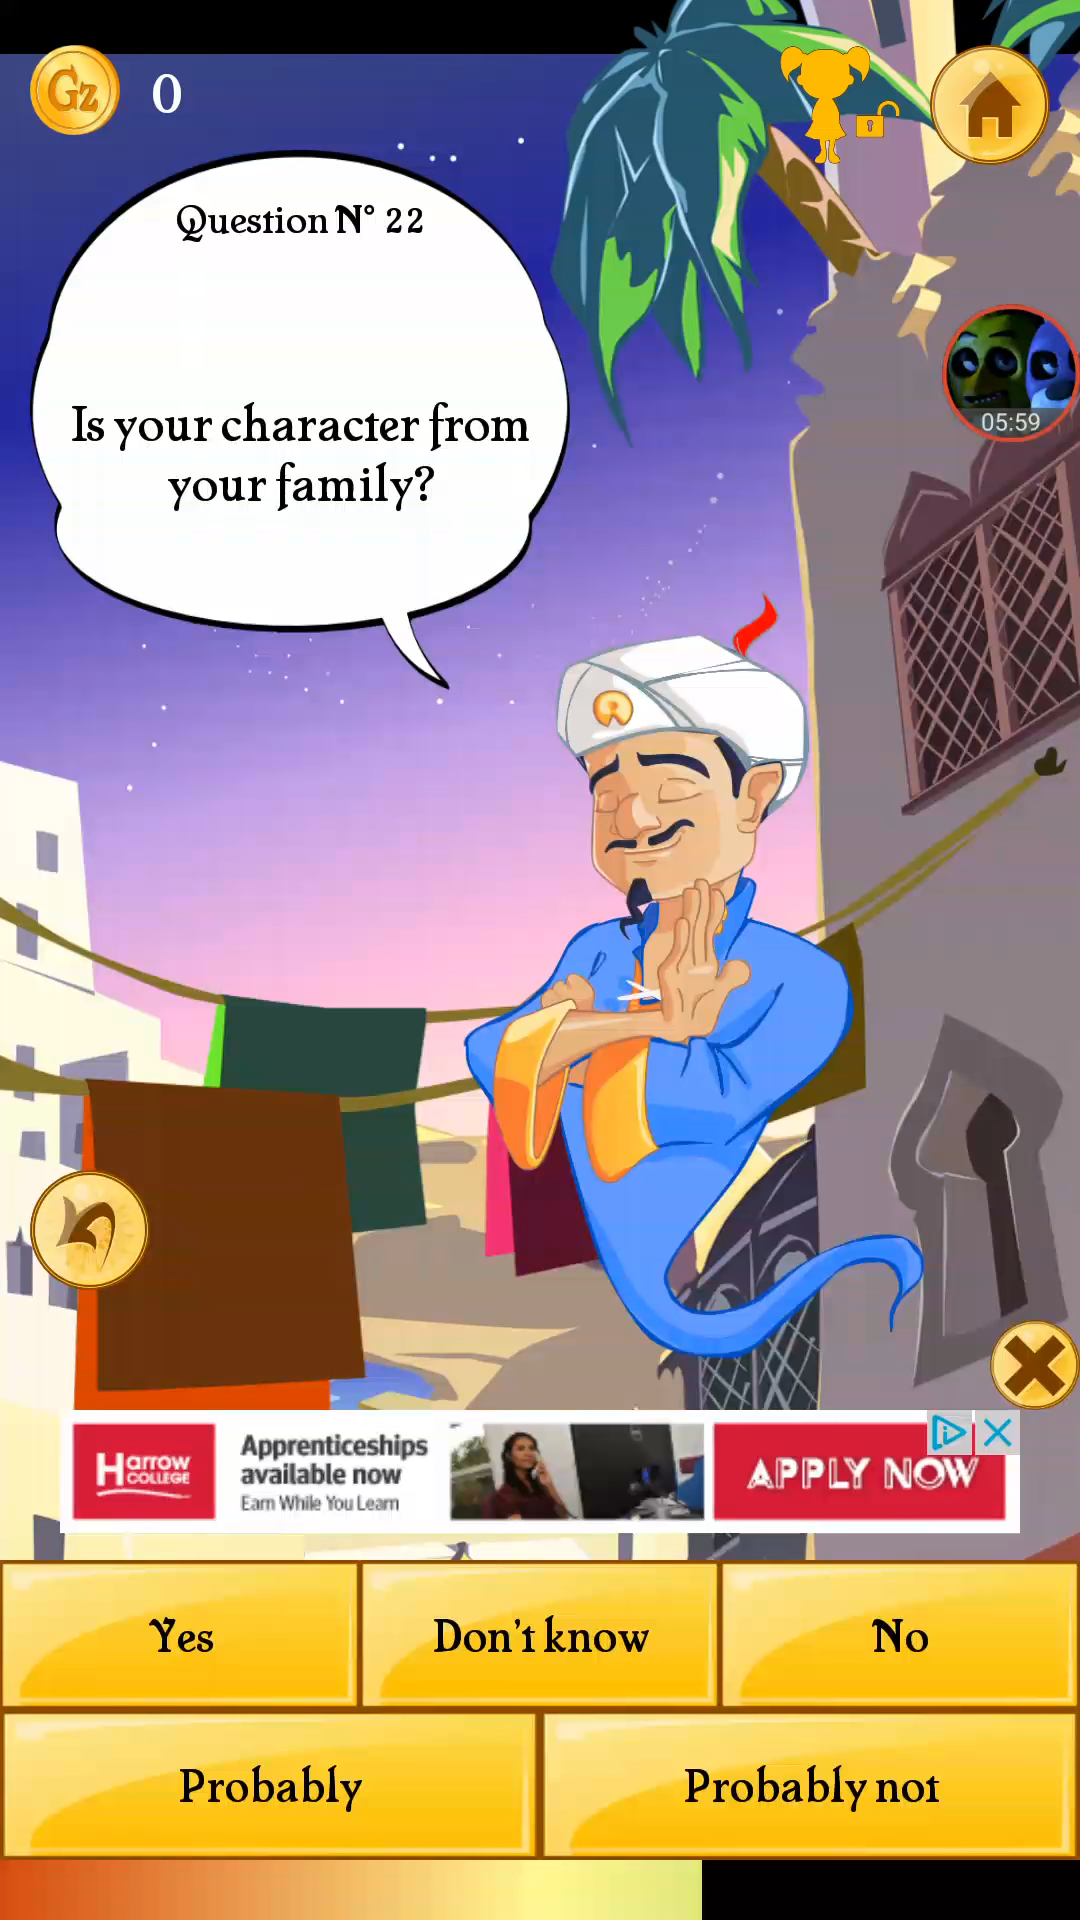 Gz 0
Question N° 22
Is your character from
your family?
05:59
Harrow
COLLEGE
Apprenticeships
available now
Earn While You Learn
APPLY NOW
Yes
Don't know
No
Probably
Probably not